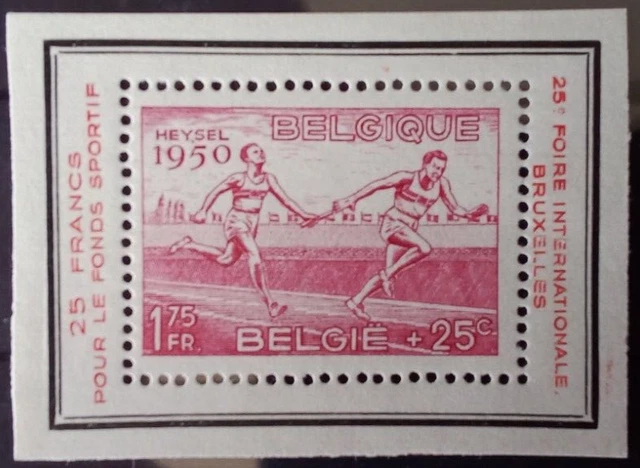 25 FRANCS
POUR LE FONDS SPORTIF
HEYSEL
1950
BELGIQUE
1.75
FR.
BELGIË + 25C.
25e FOIRE INTERNATIONALE.
BRUXELLES